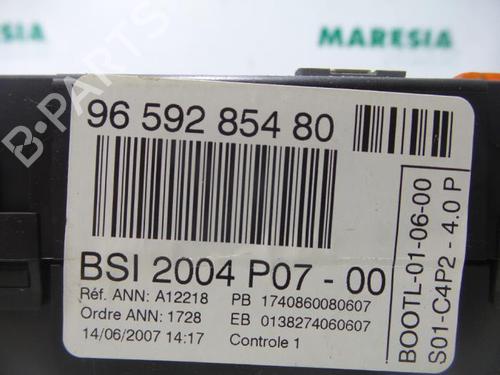 MARESIA
MARESIA
B-PARTS
96 592 854 80
BSI 2004 P07 - 00
Réf. ANN: A12218 PB 1740860080607
Ordre ANN: 1728 EB 0138274060607
14/06/2007 14:17 Controle 1
BOOTL-01-06-00
S01-C4P2 - 4.0 P